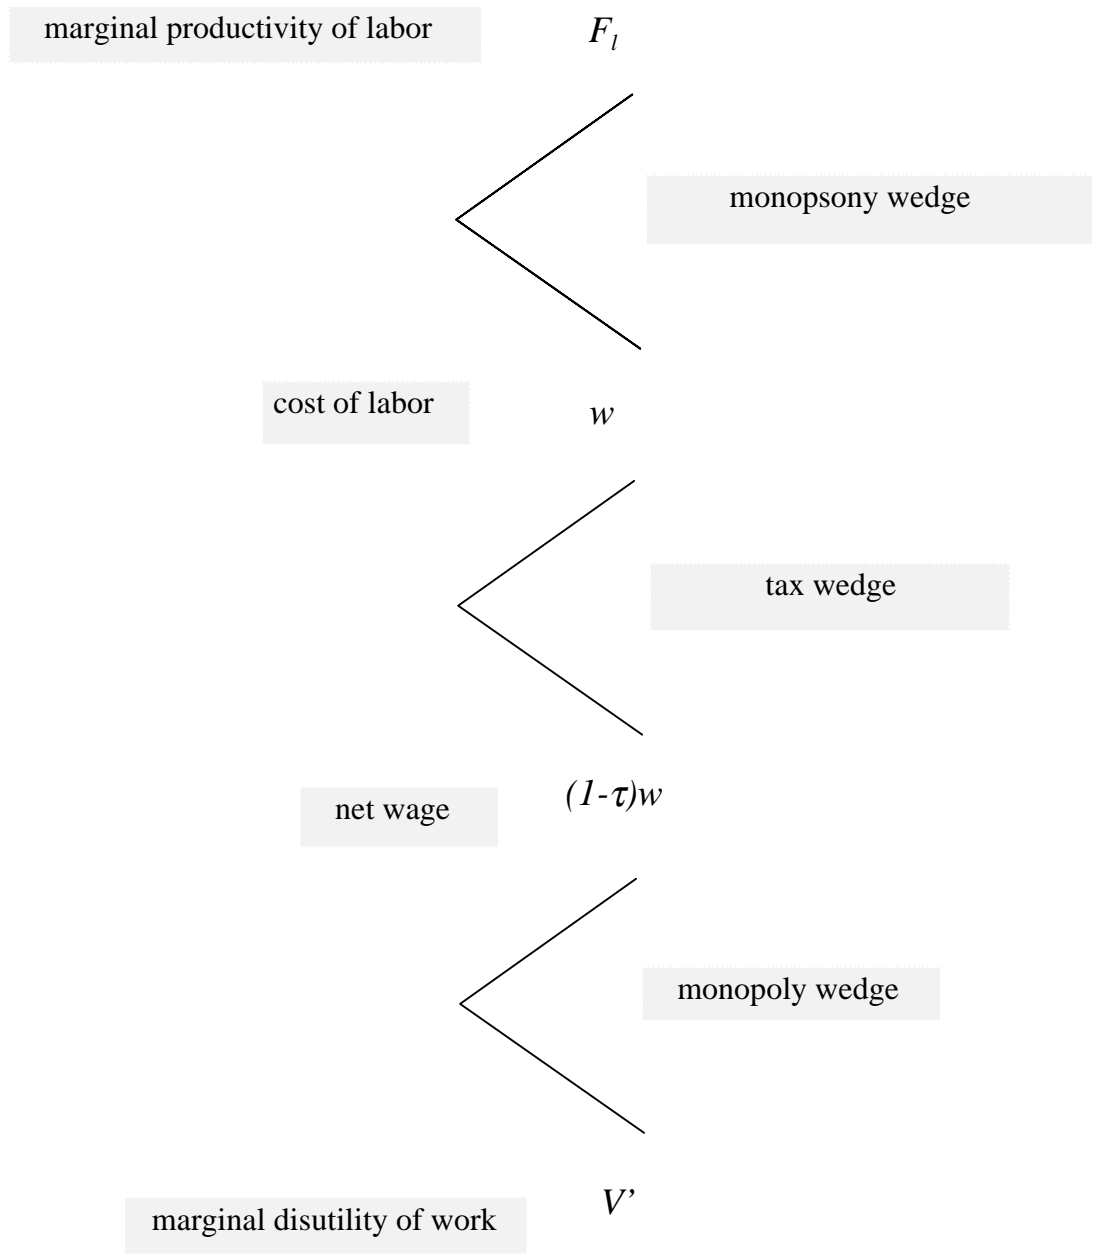 marginal productivity of labor F_l
monopsony wedge
cost of labor w
tax wedge
net wage (1-τ)w
monopoly wedge
marginal disutility of work V’